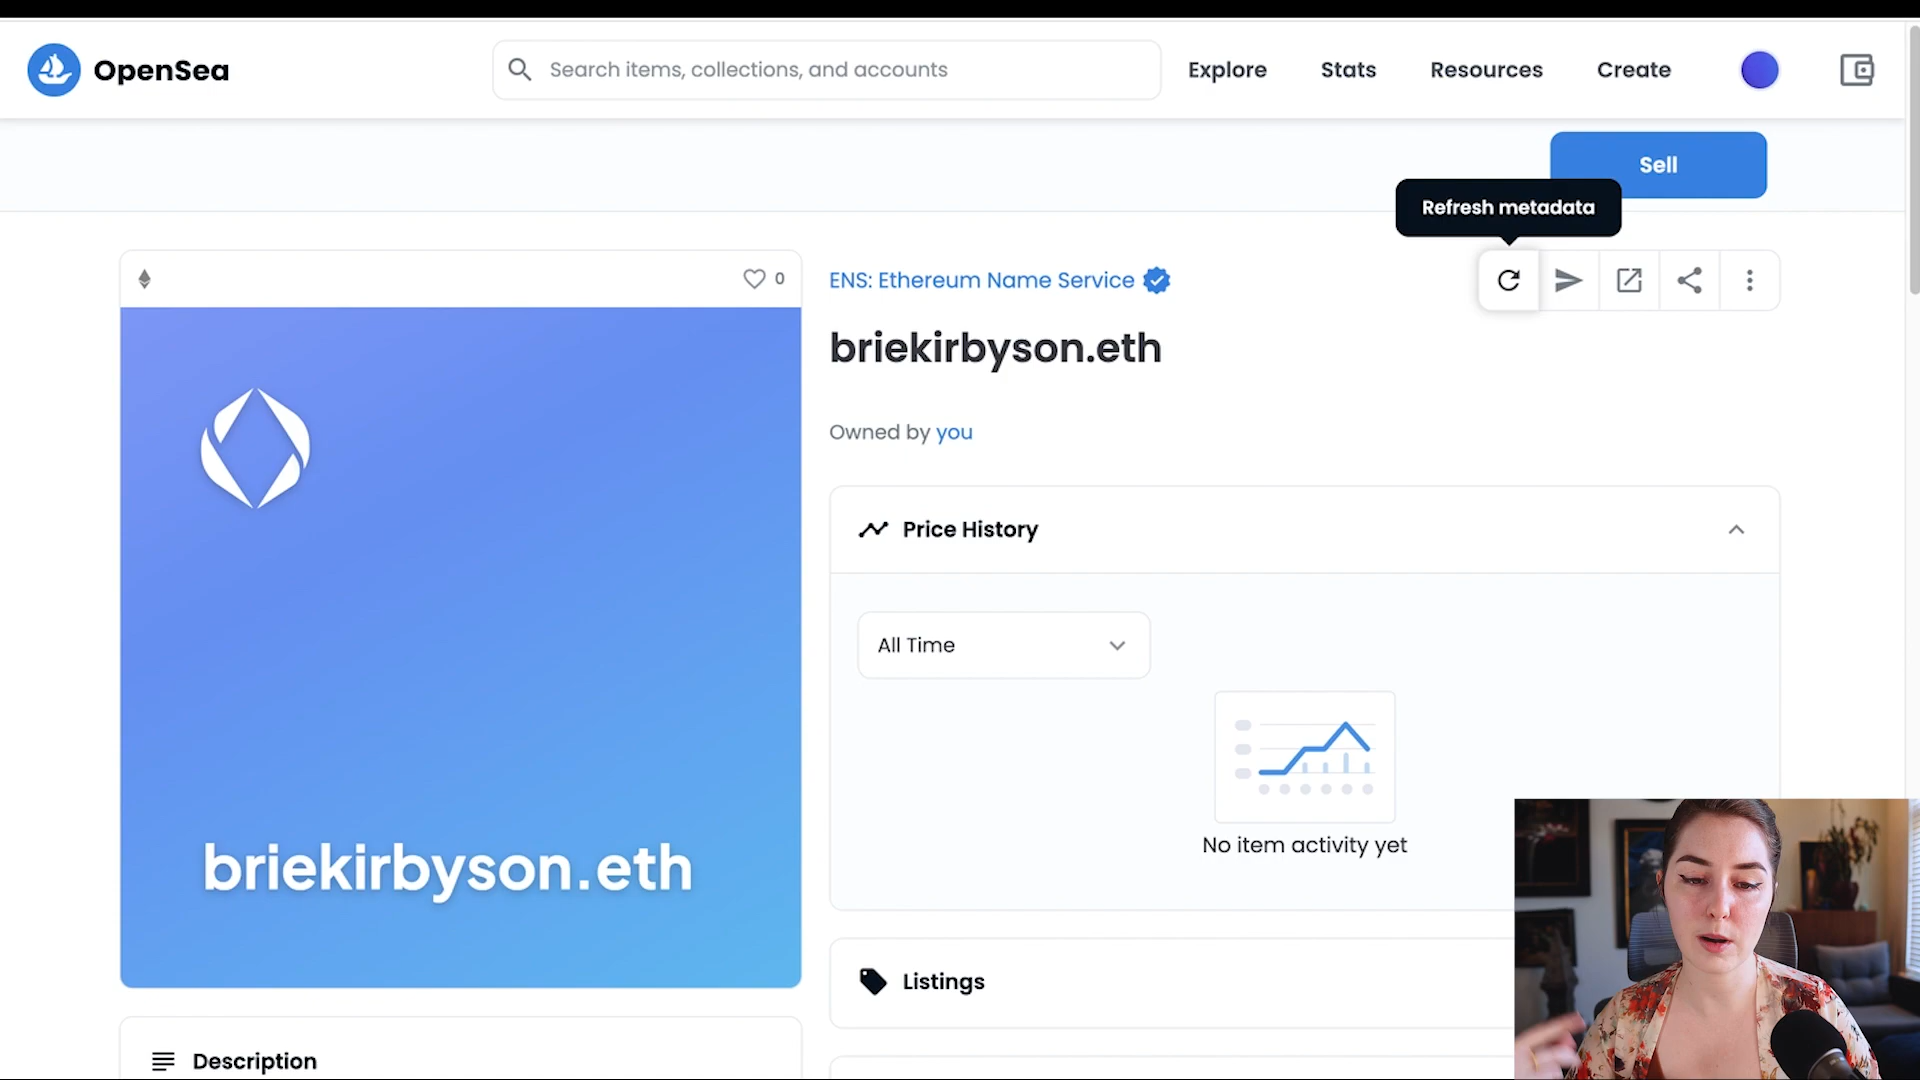 OpenSea
Search items, collections, and accounts
Explore
Stats
Resources
Create
Sell
Refresh metadata
0
ENS: Ethereum Name Service
briekirbyson.eth
Owned by you
Price History
All Time
No item activity yet
briekirbyson.eth
Listings
Description